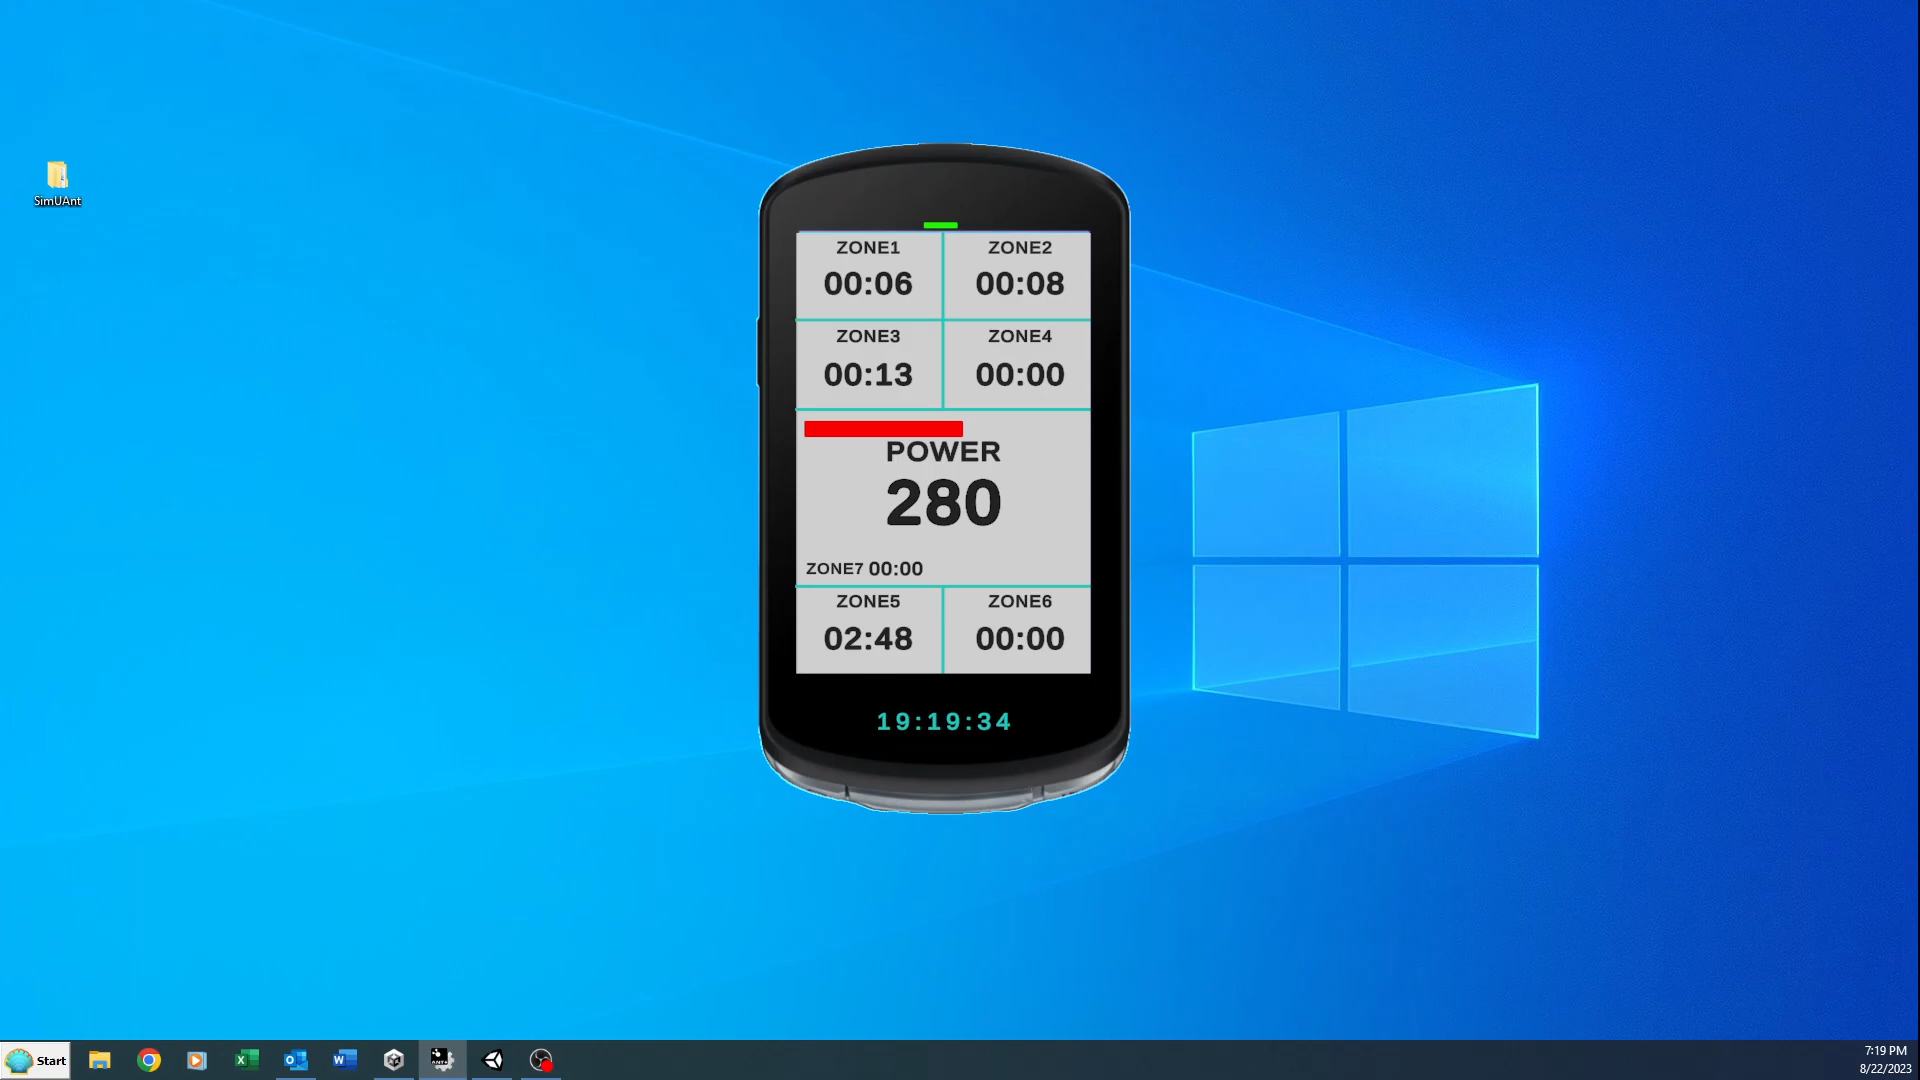 SimUAnt
ZONE1 ZONE2
00:06 00:08
ZONE3 ZONE4
00:13 00:00
POWER
280
ZONE7 00:00
ZONE5 ZONE6
02:48 00:00
19:19:34
Start
ANT+
7:19 PM
8/22/2023